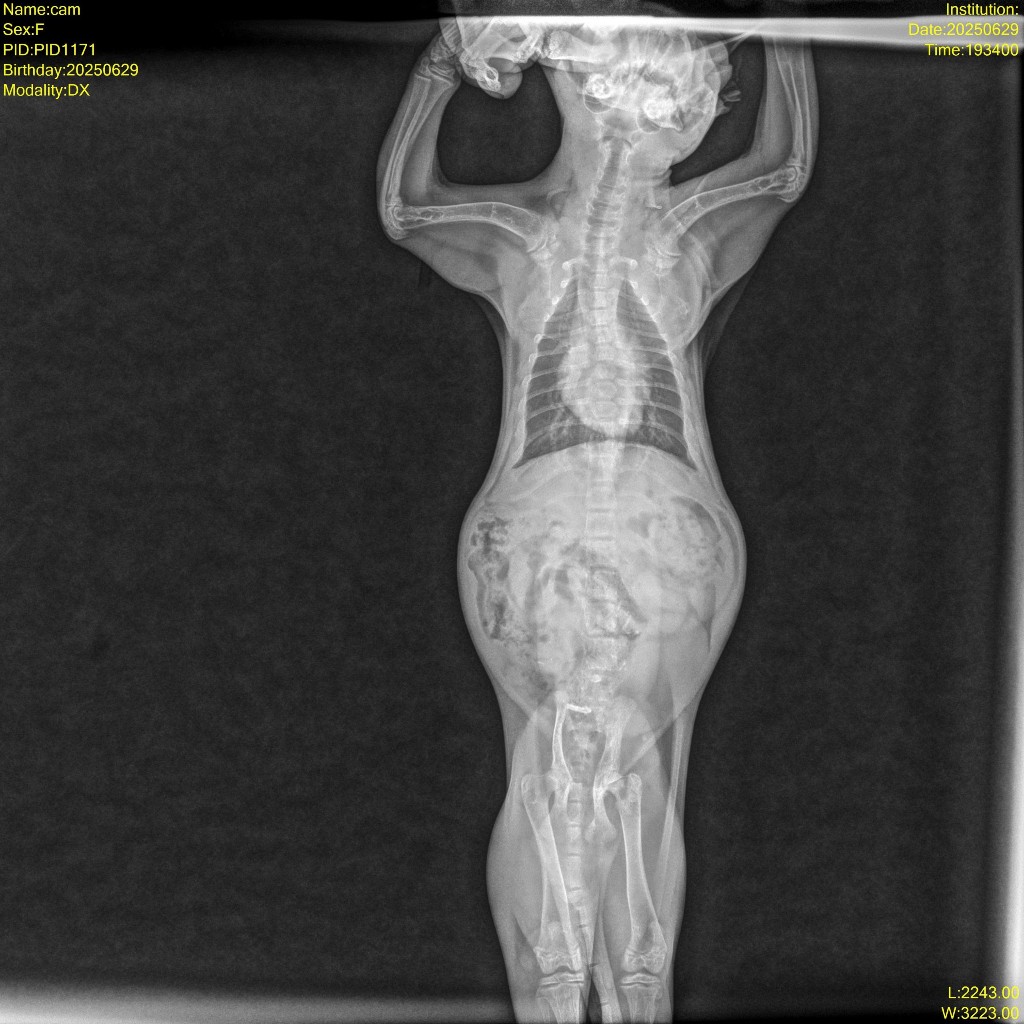 Name:cam
Sex:F
PID:PID1171
Birthday:20250629
Modality:DX
Institution:
Date:20250629
Time:193400
L:2243.00
W:3223.00